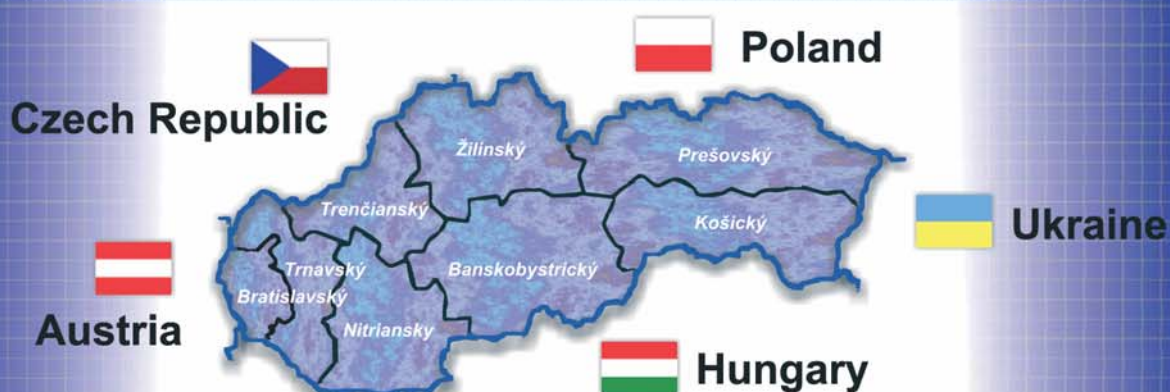 Poland
Czech Republic
Žilinský
Prešovský
Trenčianský
Košický
Ukraine
Trnavský
Banskobystrický
Bratislavský
Austria
Nitriansky
Hungary